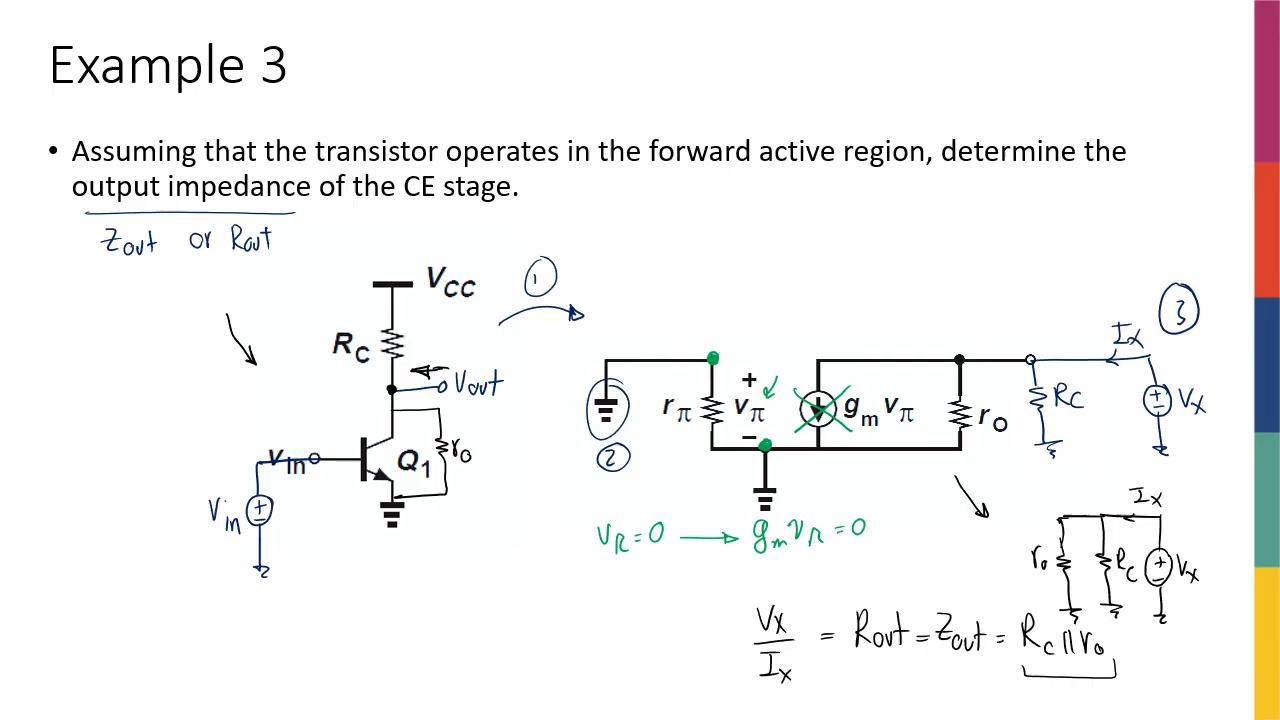 Example 3
• Assuming that the transistor operates in the forward active region, determine the
output impedance of the CE stage.
Zout or Rout
VCC
1
RC
Vout
Q1
ro
vin
Vin
rπ
+
vπ
−
gm vπ
ro
RC
Ix
3
Vx
2
vπ=0 → gm vπ=0
Ix
ro
RC
Vx
Vx
Ix
= Rout = Zout = RC || ro